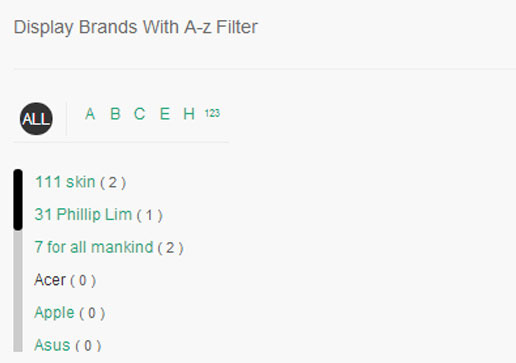 Display Brands With A-z Filter
ALL A B C E H 123
111 skin ( 2 )
31 Phillip Lim ( 1 )
7 for all mankind ( 2 )
Acer ( 0 )
Apple ( 0 )
Asus ( 0 )